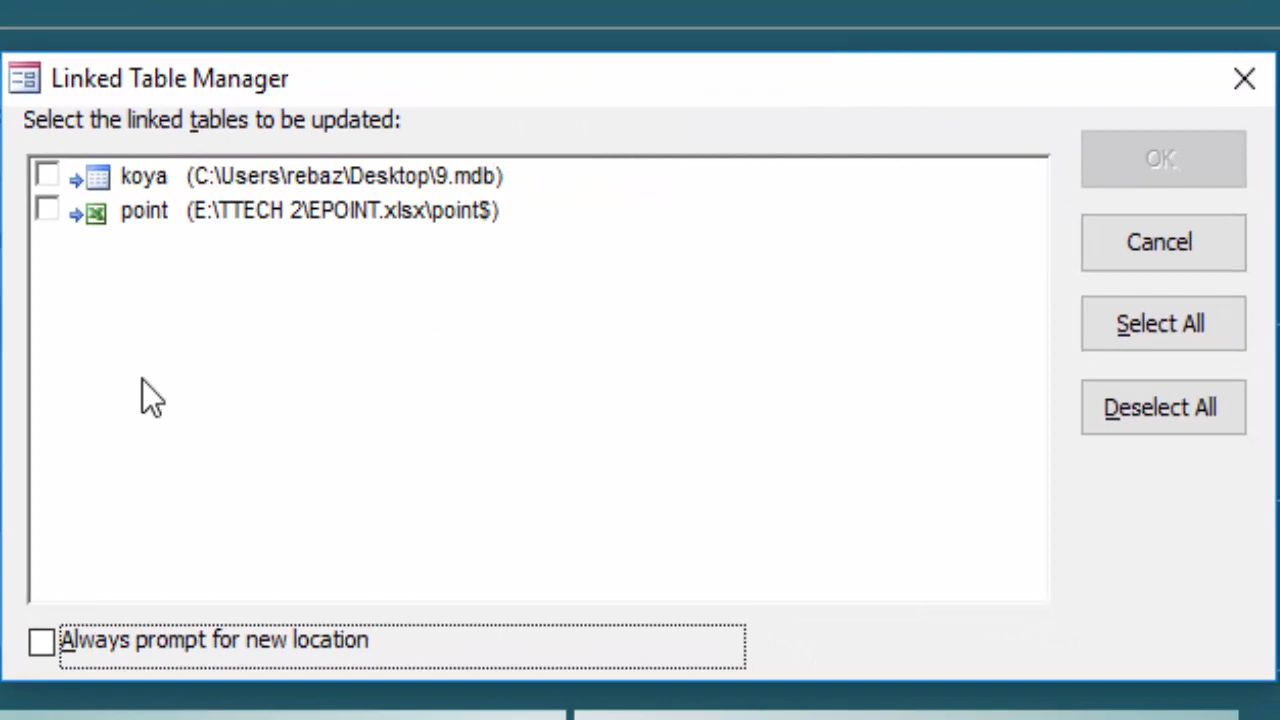 Linked Table Manager
Select the linked tables to be updated:
OK
koya (C:\Users\rebaz\Desktop\9.mdb)
point (E:\TTECH 2\EPOINT.xlsx\point$)
Cancel
Select All
Deselect All
Always prompt for new location